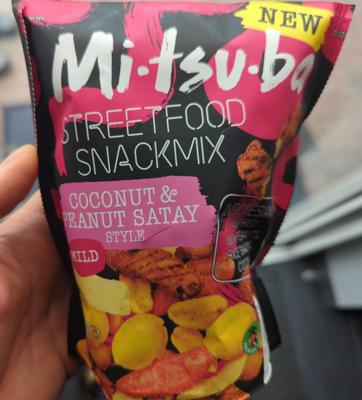 NEW
Mi·tsu·ba
STREETFOOD
SNACKMIX
COCONUT &
PEANUT SATAY
STYLE
MILD